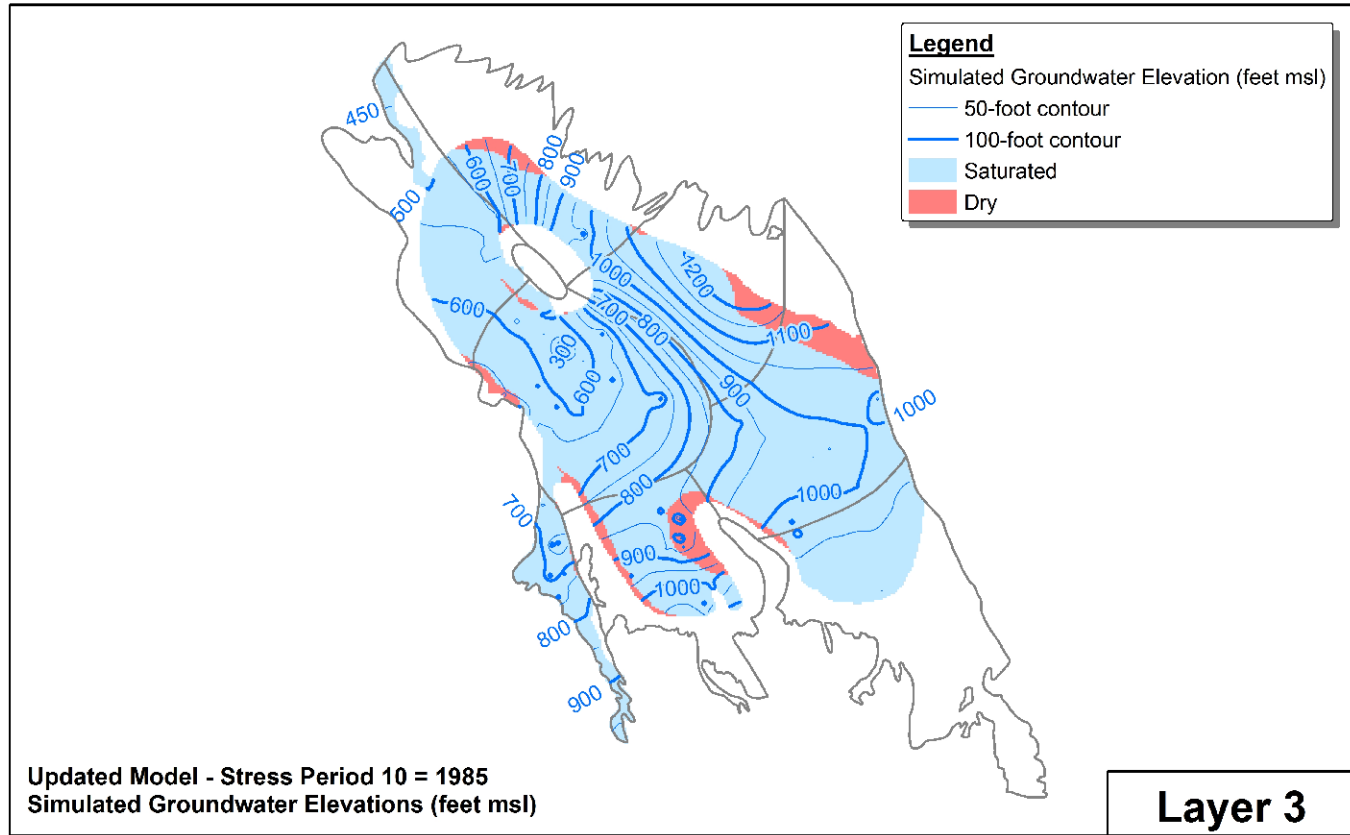 Legend
Simulated Groundwater Elevation (feet msl)
50-foot contour
100-foot contour
Saturated
Dry
450
500
600
700
800
900
1000
1200
1100
700
800
900
1000
600
300
600
700
800
1000
700
900
1000
800
900
Updated Model - Stress Period 10 = 1985
Simulated Groundwater Elevations (feet msl)
Layer 3